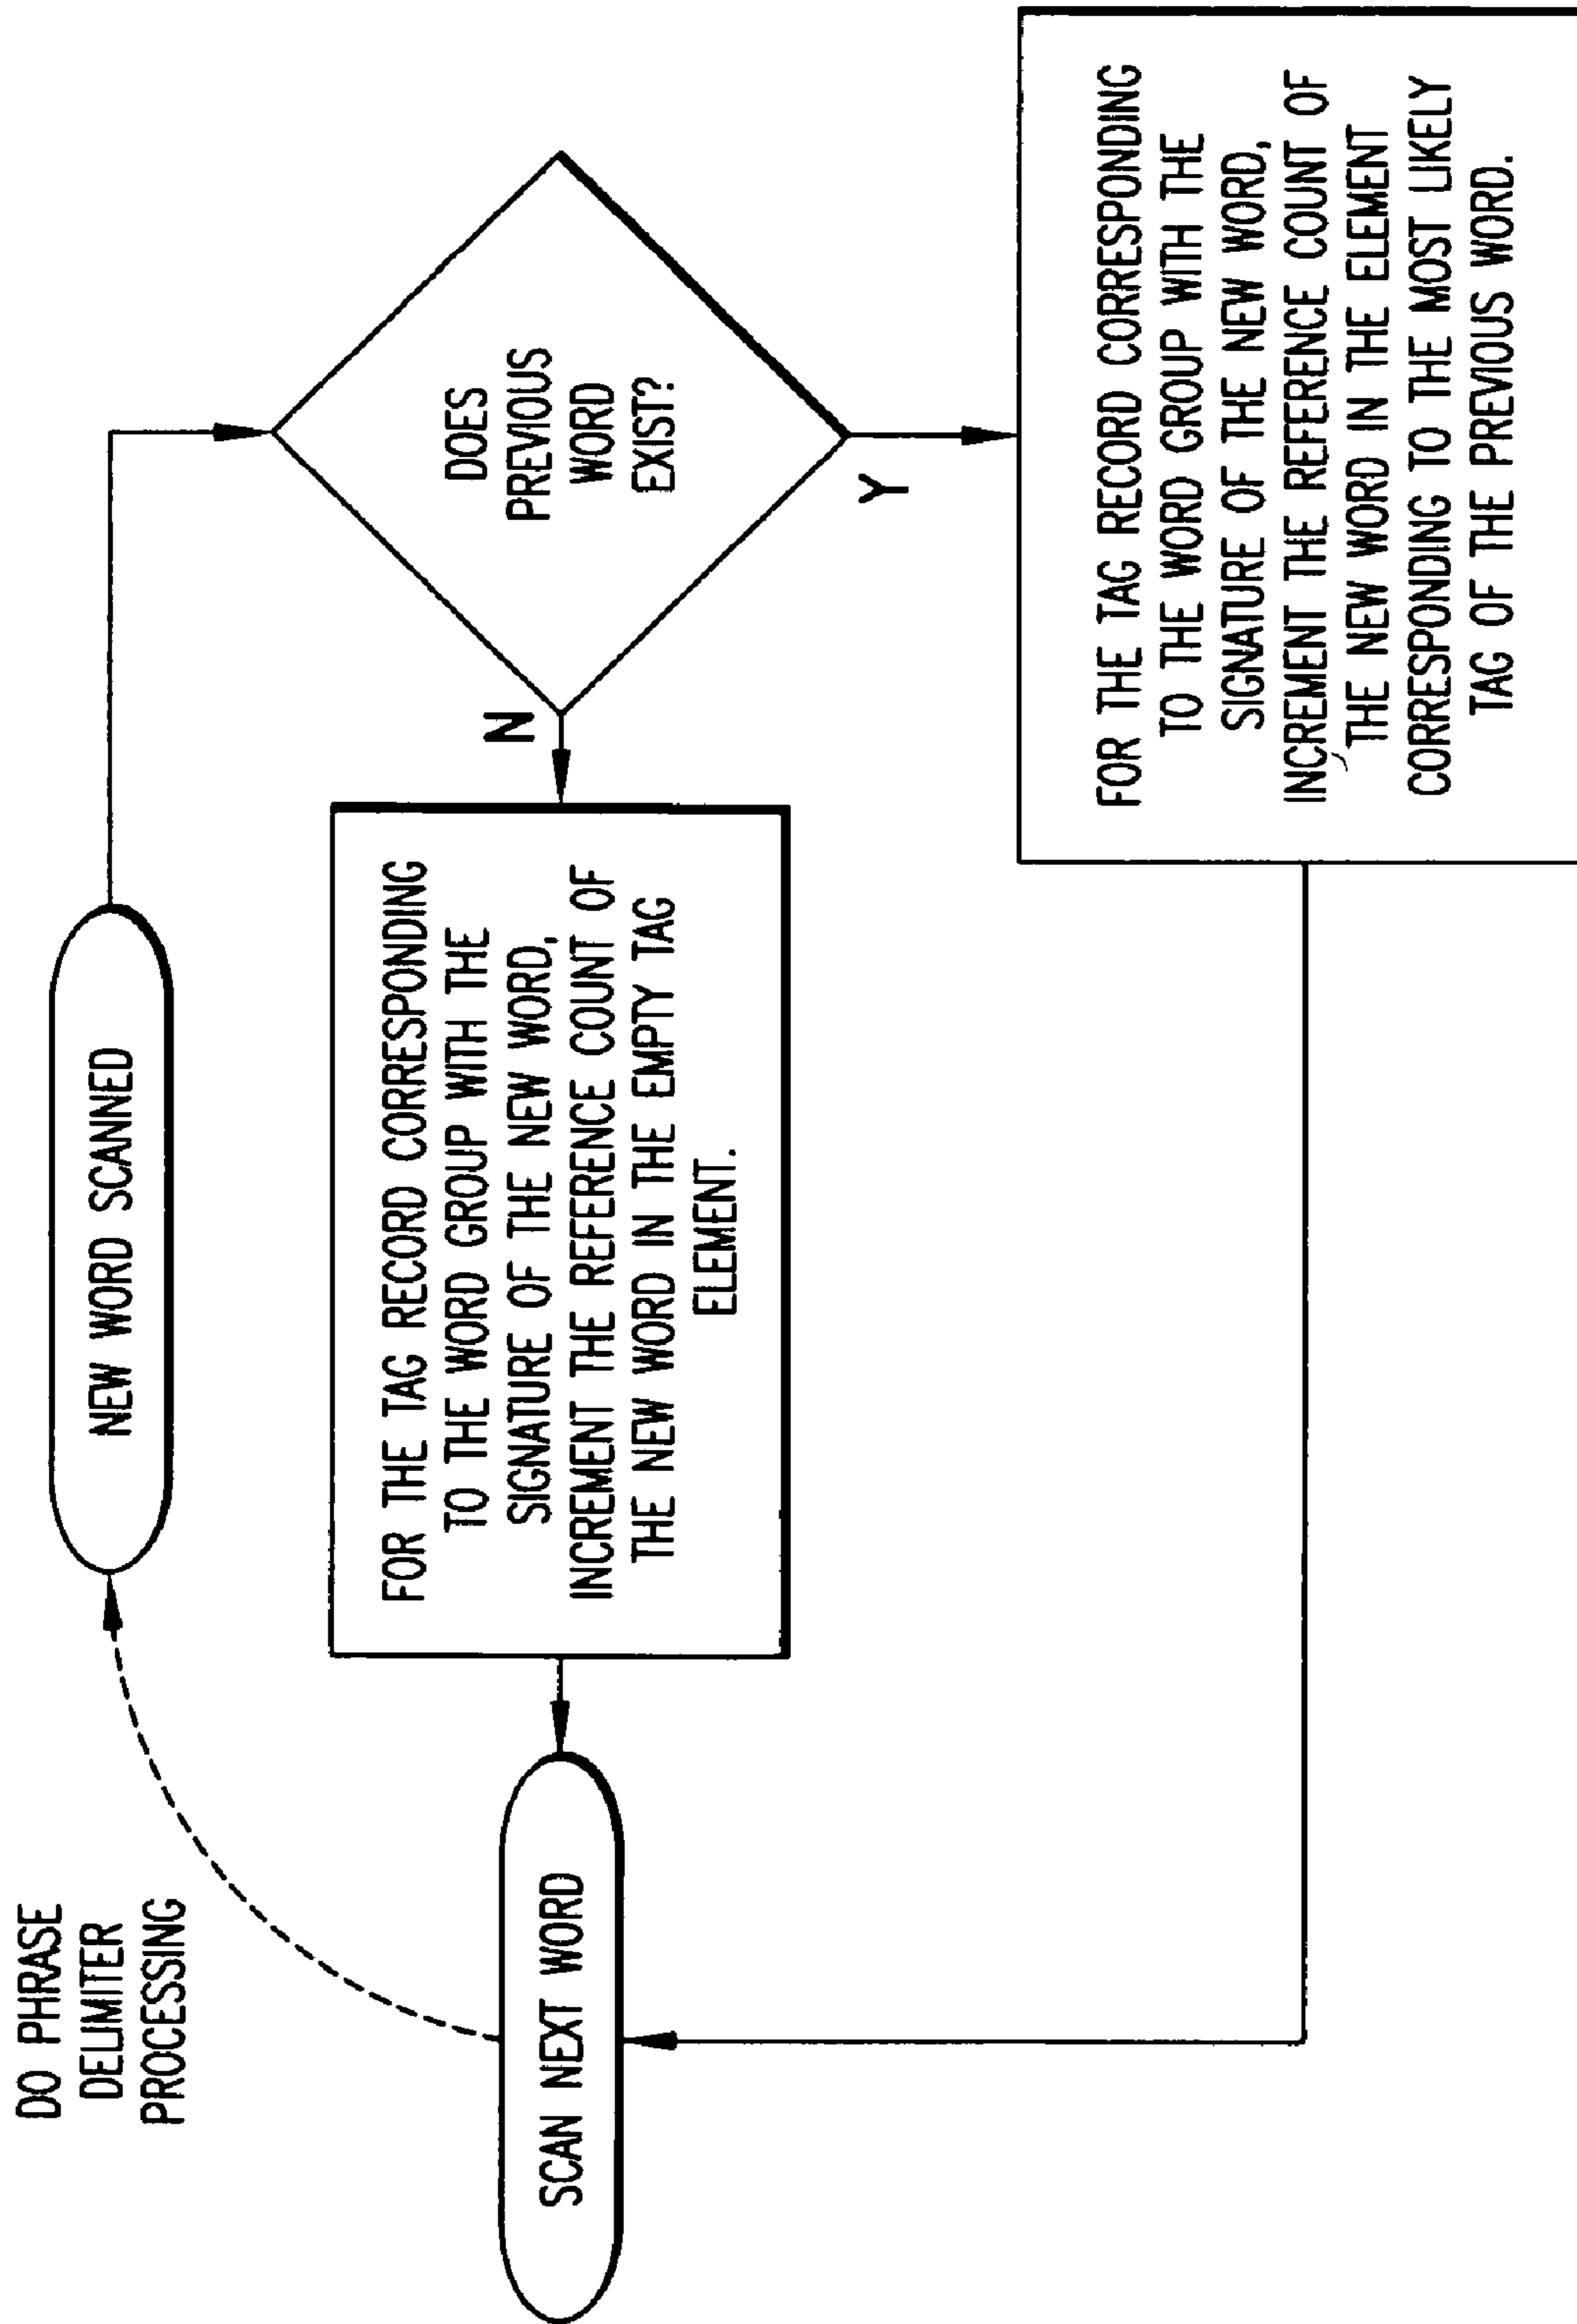 DO PHRASE
DELIMITER
PROCESSING
NEW WORD SCANNED
DOES
PREVIOUS
WORD
EXIST?
N
Y
FOR THE TAG RECORD CORRESPONDING
TO THE WORD GROUP WITH THE
SIGNATURE OF THE NEW WORD,
INCREMENT THE REFERENCE COUNT OF
THE NEW WORD IN THE EMPTY TAG
ELEMENT.
SCAN NEXT WORD
FOR THE TAG RECORD CORRESPONDING
TO THE WORD GROUP WITH THE
SIGNATURE OF THE NEW WORD,
INCREMENT THE REFERENCE COUNT OF
THE NEW WORD IN THE ELEMENT
CORRESPONDING TO THE MOST LIKELY
TAG OF THE PREVIOUS WORD.